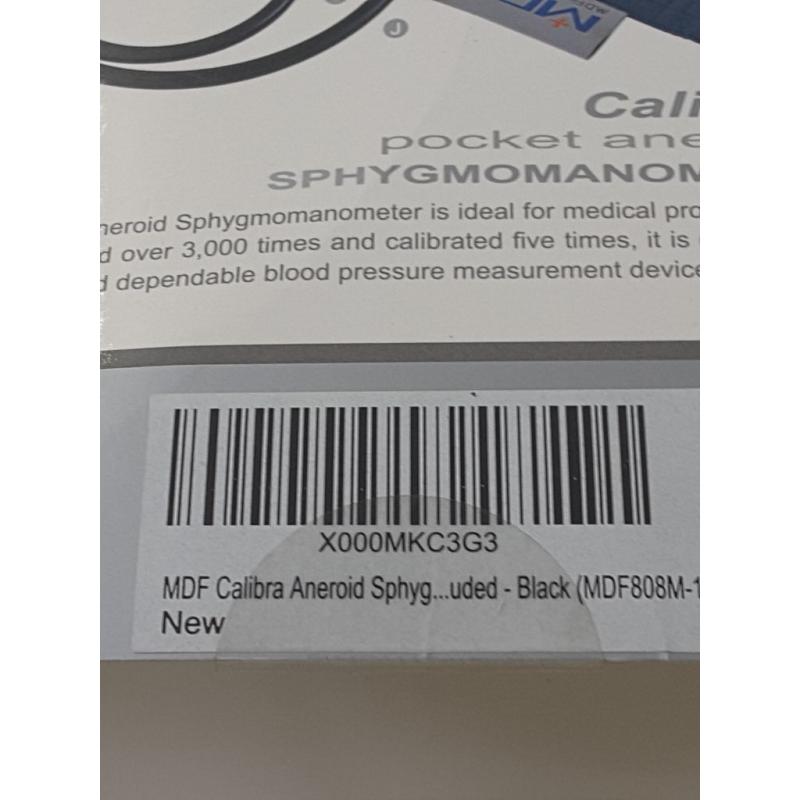 J
Cali
pocket ane
SPHYGMOMANOM
neroid Sphygmomanometer is ideal for medical pro
d over 3,000 times and calibrated five times, it is
d dependable blood pressure measurement device
X000MKC3G3
MDF Calibra Aneroid Sphyg...uded - Black (MDF808M-1
New